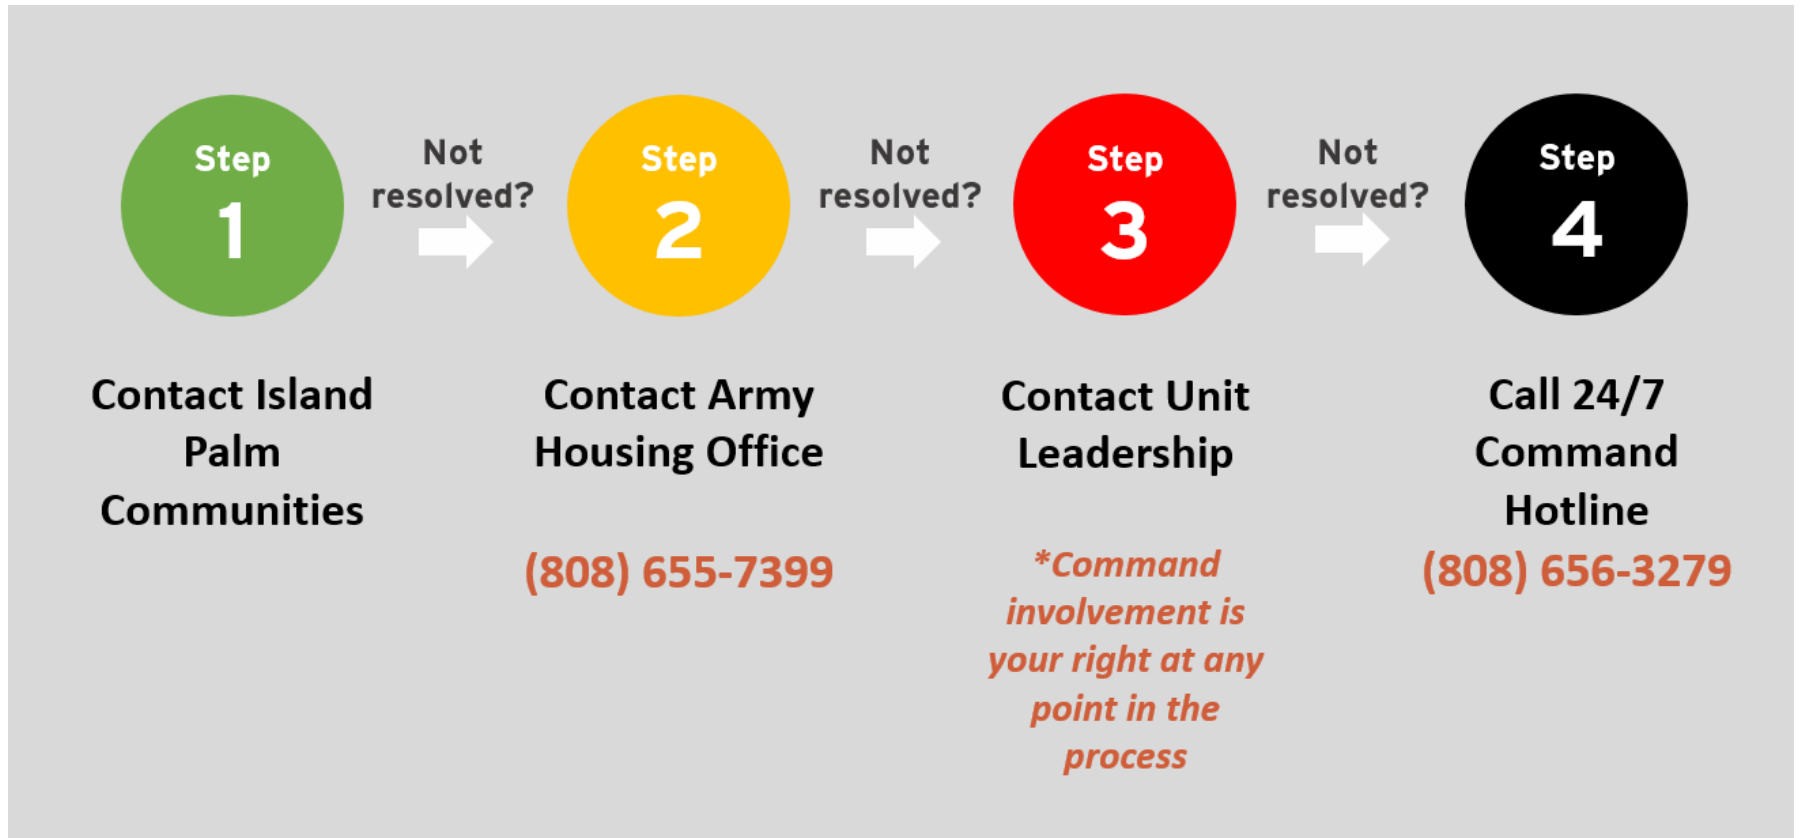 Step
1
Not
resolved?
Step
2
Not
resolved?
Step
3
Not
resolved?
Step
4
Contact Island
Palm
Communities
Contact Army
Housing Office
(808) 655-7399
Contact Unit
Leadership
*Command
involvement is
your right at any
point in the
process
Call 24/7
Command
Hotline
(808) 656-3279